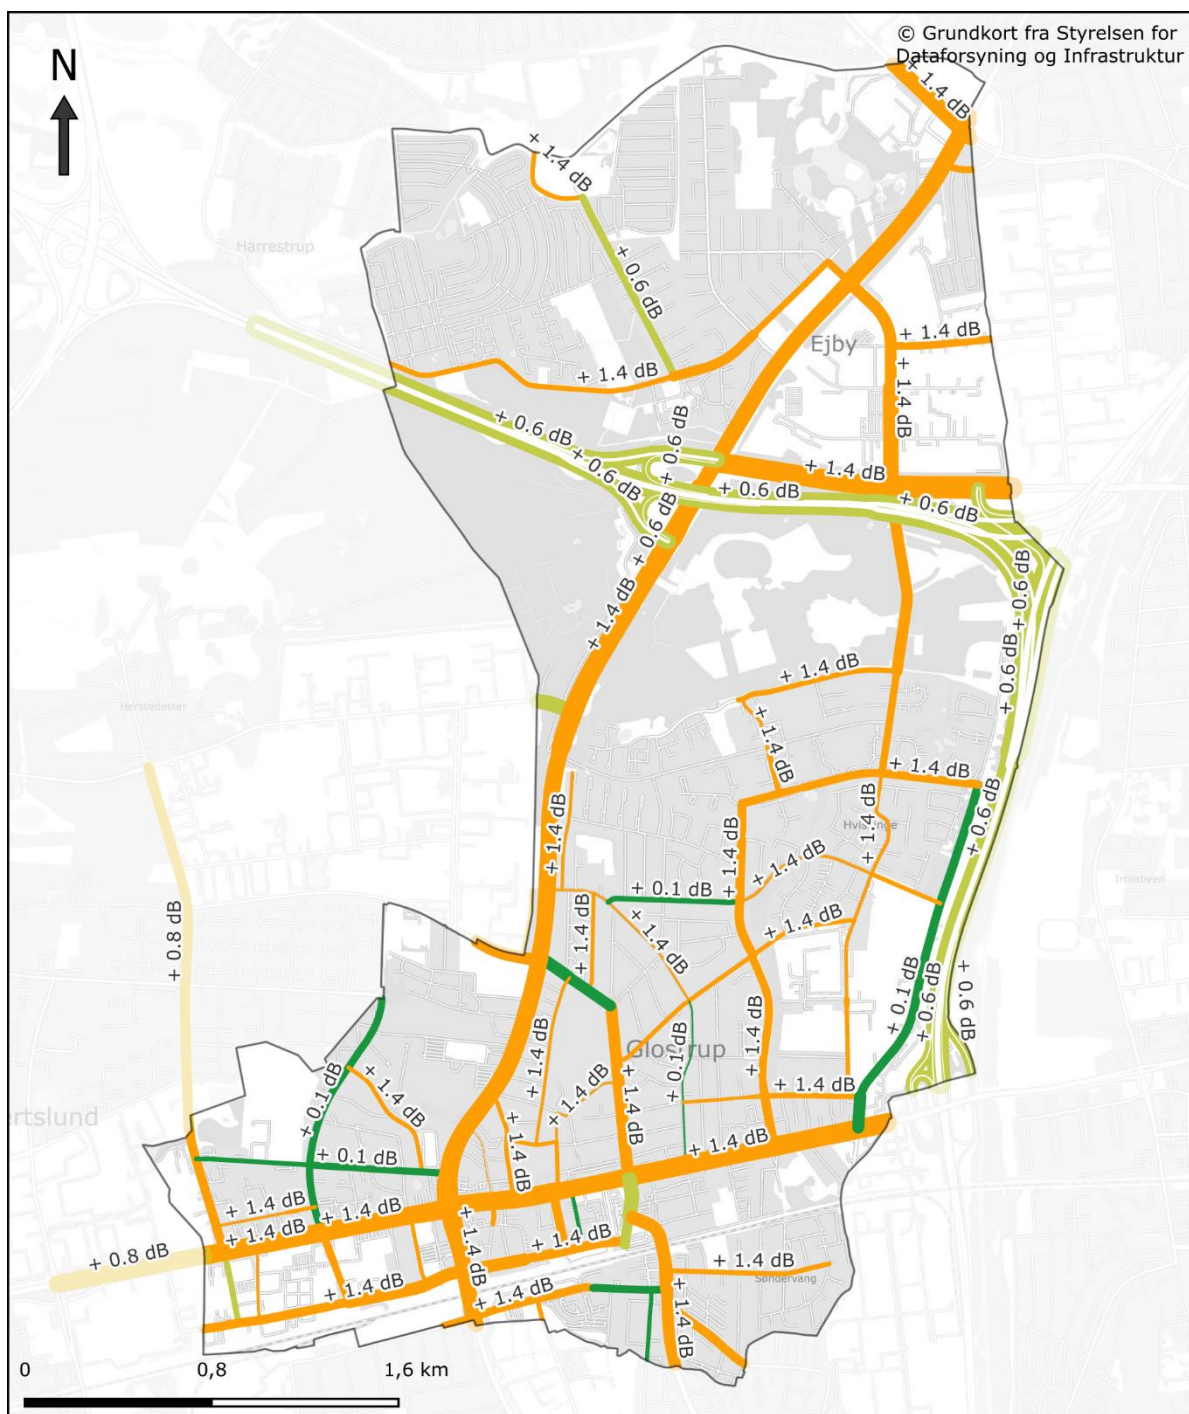 © Grundkort fra Styrelsen for
Dataforsyning og Infrastruktur
N
+ 1.4 dB
+ 1.4 dB
Harrestrup
+ 0.6 dB
Ejby
+ 1.4 dB
+ 1.4 dB
+ 1.4 dB
+ 0.6 dB
+ 0.6 dB
+ 0.6 dB
+ 1.4 dB
+ 0.6 dB
+ 0.6 dB
+ 0.6 dB
+ 1.4 dB
+ 0.6 dB
+ 0.6 dB
+ 0.6 dB
+ 1.4 dB
Herstedøster
+ 1.4 dB
+ 1.4 dB
+ 1.4 dB
+ 1.4 dB
+ 0.6 dB
Hvissinge
+ 1.4 dB
+ 1.4 dB
+ 0.1 dB
Irmabyen
+ 0.8 dB
+ 1.4 dB
+ 1.4 dB
+ 1.4 dB
+ 0.1 dB
+ 0.6 dB
+ 0.6 dB
+ 1.4 dB
+ 1.4 dB
Glostrup
+ 0.1 dB
+ 1.4 dB
+ 1.4 dB
+ 1.4 dB
+ 1.4 dB
ertslund
+ 0.1 dB
+ 0.1 dB
+ 1.4 dB
+ 1.4 dB
+ 1.4 dB
+ 1.4 dB
+ 1.4 dB
+ 0.8 dB
+ 1.4 dB
+ 1.4 dB
+ 1.4 dB
Søndervang
+ 1.4 dB
+ 1.4 dB
+ 1.4 dB
0
0,8
1,6 km